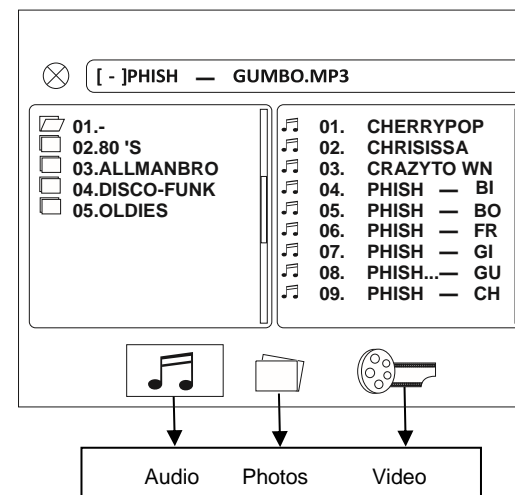 [ - ]PHISH — GUMBO.MP3
01.-
02.80 'S
03.ALLMANBRO
04.DISCO-FUNK
05.OLDIES
01. CHERRYPOP
02. CHRISISSA
03. CRAZYTO WN
04. PHISH — BI
05. PHISH — BO
06. PHISH — FR
07. PHISH — GI
08. PHISH...— GU
09. PHISH — CH
Audio Photos Video